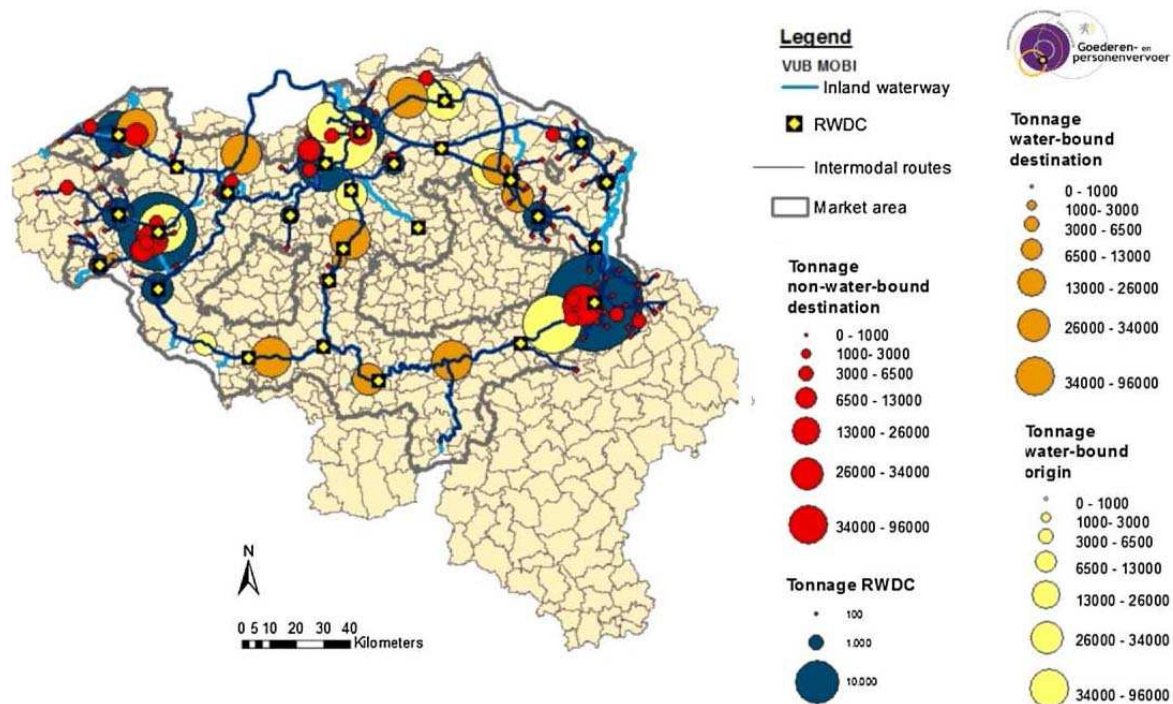 Legend
VUB MOBI
Inland waterway
RWDC
Intermodal routes
Market area
Tonnage
non-water-bound
destination
0 - 1000
1000- 3000
3000 - 6500
6500 - 13000
13000 - 26000
26000 - 34000
34000 - 96000
Tonnage RWDC
100
1.000
10.000
Goederen- en
personenvervoer
Tonnage
water-bound
destination
0 - 1000
1000- 3000
3000 - 6500
6500 - 13000
13000 - 26000
26000 - 34000
34000 - 96000
Tonnage
water-bound
origin
0 - 1000
1000- 3000
3000 - 6500
6500 - 13000
13000 - 26000
26000 - 34000
34000 - 96000
N
0 5 10 20 30 40
Kilometers